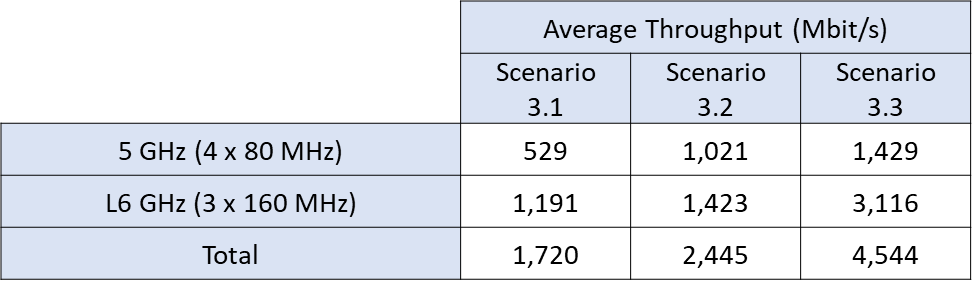 Average Throughput (Mbit/s)
Scenario 3.1 Scenario 3.2 Scenario 3.3
5 GHz (4 x 80 MHz) 529 1,021 1,429
L6 GHz (3 x 160 MHz) 1,191 1,423 3,116
Total 1,720 2,445 4,544